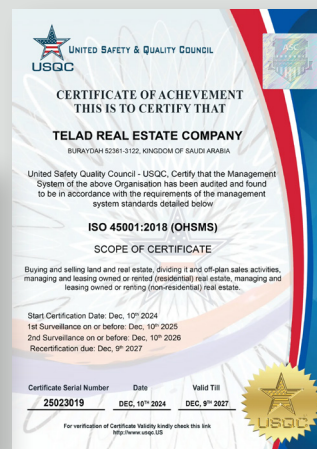 UNITED SAFETY & QUALITY COUNCIL
USQC
CERTIFICATE OF ACHEVEMENT
THIS IS TO CERTIFY THAT
TELAD REAL ESTATE COMPANY
BURAYDAH 52361-3122, KINGDOM OF SAUDI ARABIA
United Safety Quality Council - USQC, Certify that the Management
System of the above Organisation has been audited and found
to be in accordance with the requirements of the management
system standards detailed below
ISO 45001:2018 (OHSMS)
SCOPE OF CERTIFICATE
Buying and selling land and real estate, dividing it and off-plan sales activities,
managing and leasing owned or rented (residential) real estate, managing and
leasing owned or renting (non-residential) real estate.
Start Certification Date: Dec, 10th 2024
1st Surveillance on or before: Dec, 10th 2025
2nd Surveillance on or before: Dec, 10th 2026
Recertification due: Dec, 9th 2027
Certificate Serial Number Date Valid Till
25023019 DEC, 10TH 2024 DEC, 9TH 2027
For verification of Certificate Validity kindly check this link
http://www.usqc.US
USQC